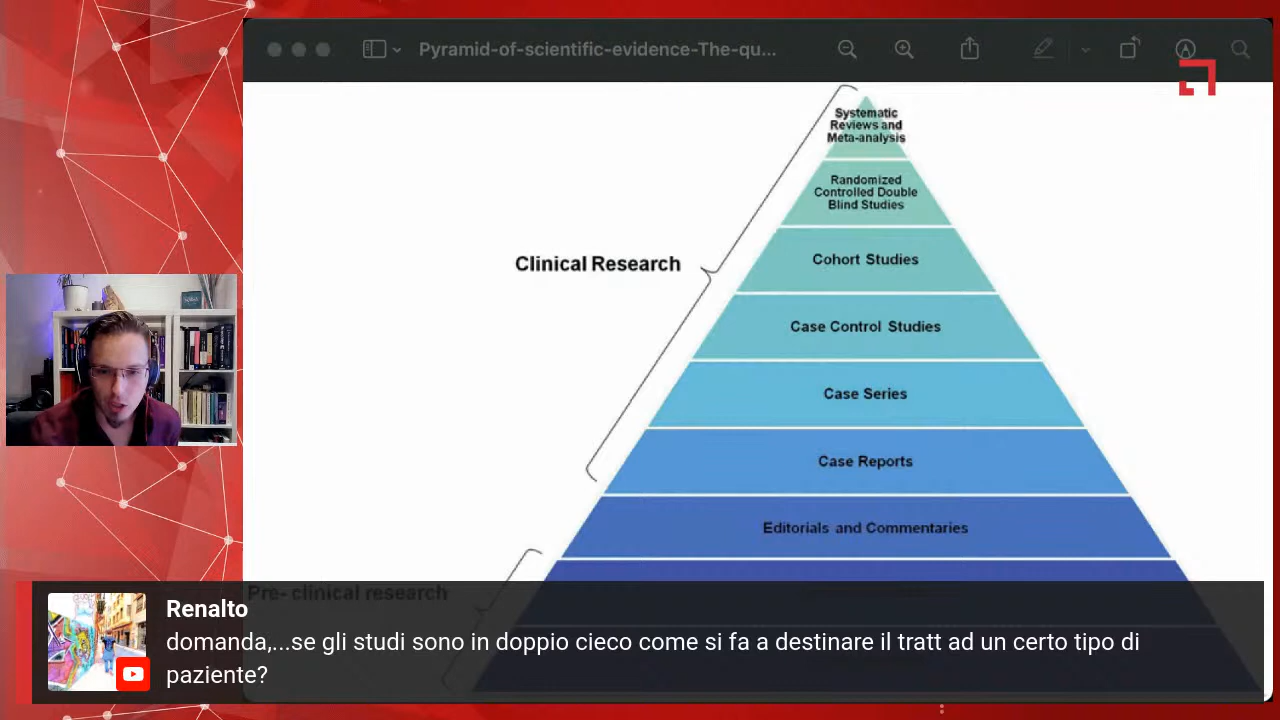 Pyramid-of-scientific-evidence-The-qu...
Systematic
Reviews and
Meta-analysis
Randomized
Controlled Double
Blind Studies
Clinical Research
Cohort Studies
Case Control Studies
Case Series
Case Reports
Editorials and Commentaries
Pre- clinical research
Renalto
domanda,...se gli studi sono in doppio cieco come si fa a destinare il tratt ad un certo tipo di
paziente?